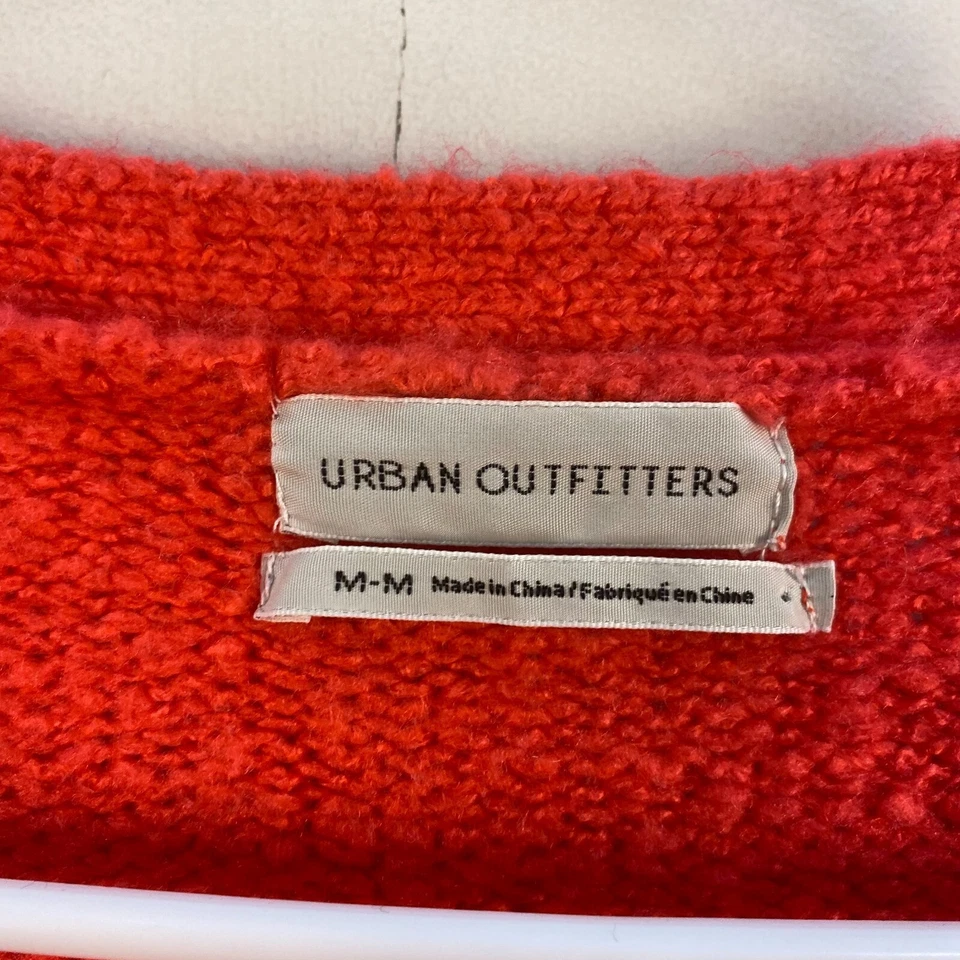 URBAN OUTFITTERS
M-M Made in China / Fabriqué en Chine